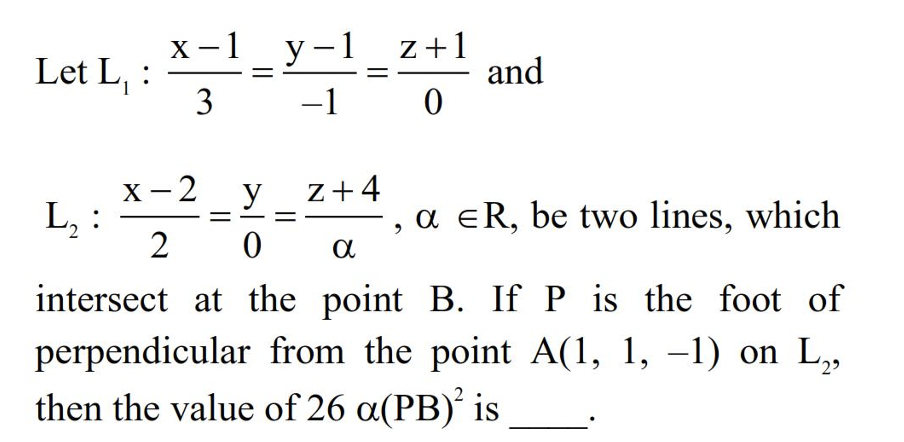 Let L₁ : (x – 1)/3 = (y – 1)/–1 = (z + 1)/0 and
L₂ : (x – 2)/2 = y/0 = (z + 4)/α , α ∈R, be two lines, which
intersect at the point B. If P is the foot of
perpendicular from the point A(1, 1, –1) on L₂,
then the value of 26 α(PB)² is ____.